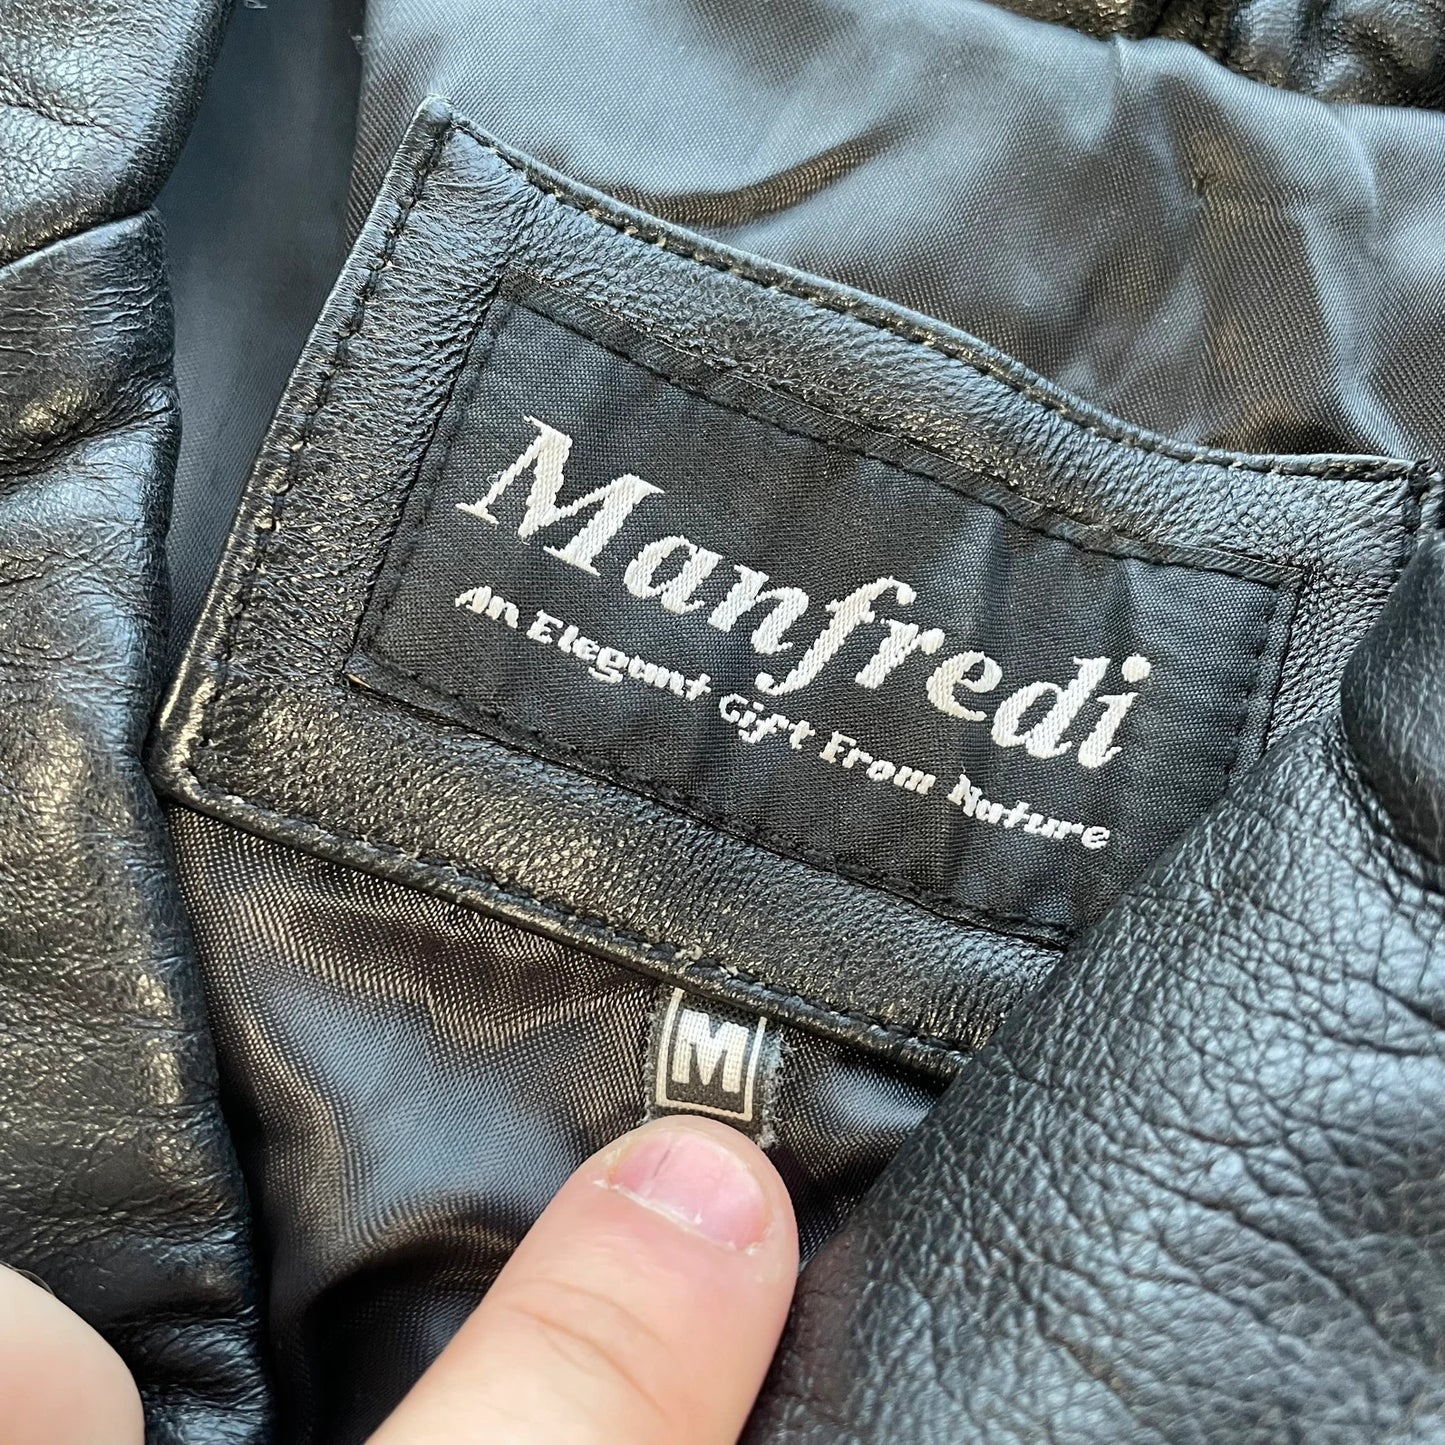 Manfredi
An Elegant Gift From Nature
M